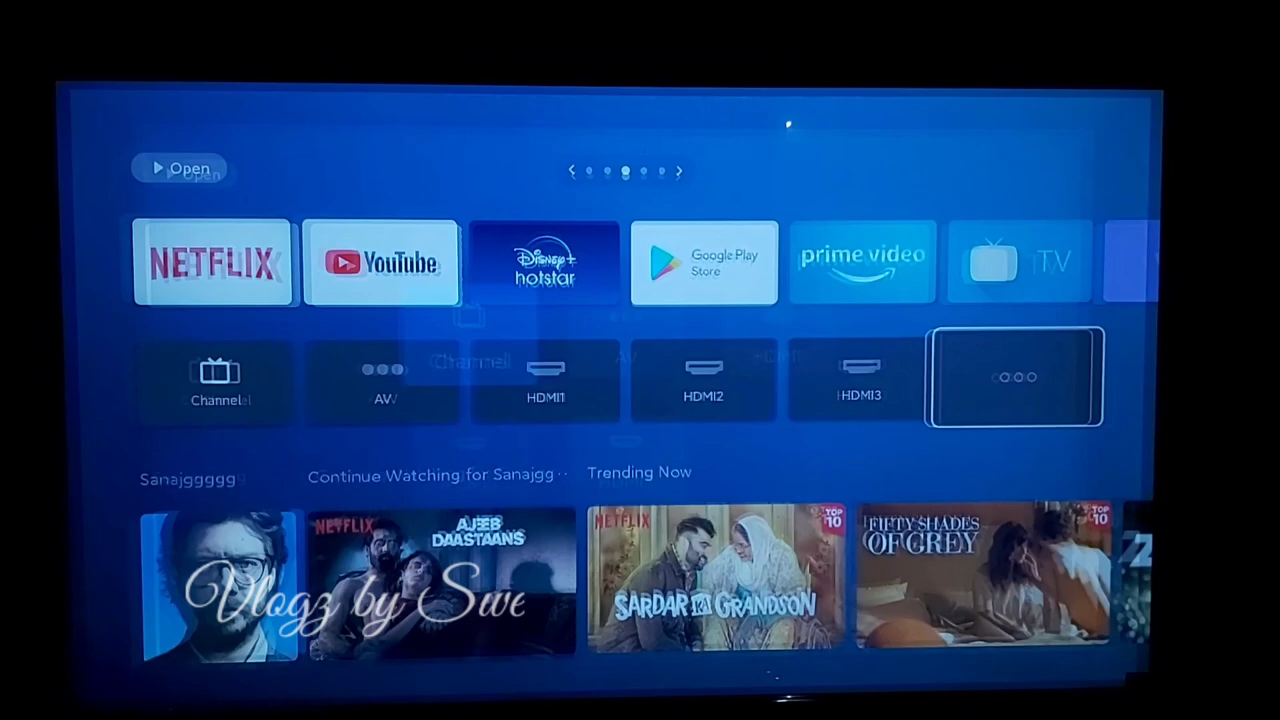 Open
NETFLIX
YouTube
Disney+
hotstar
Google Play
Store
prime video
TV
Channel
AV
HDMI1
HDMI2
HDMI3
Sanajggggg
Continue Watching for Sanajgg··
Trending Now
NETFLIX
AJEEB
DAASTAANS
NETFLIX
TOP
10
SARDAR KA GRANDSON
FIFTY SHADES
OF GREY
TOP
10
Vlogz by Swe